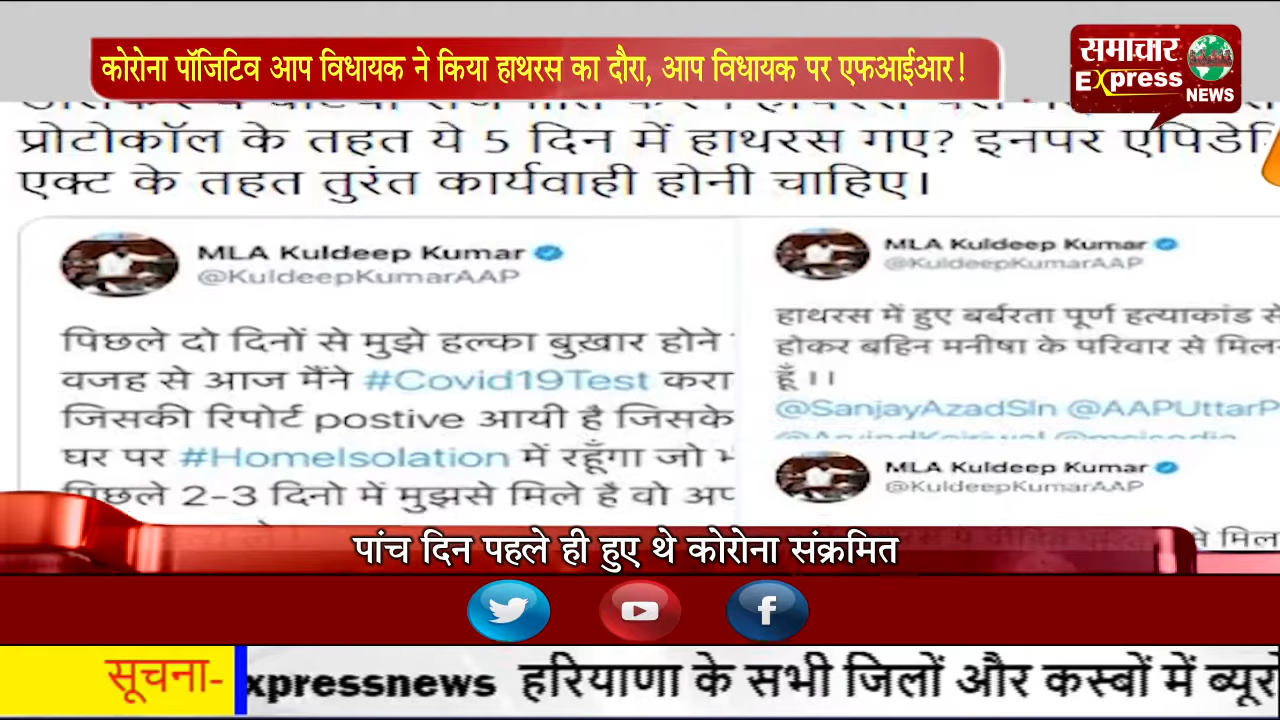 कोरोना पॉजिटिव आप विधायक ने किया हाथरस का दौरा, आप विधायक पर एफआईआर!
समाचार
Express
NEWS
प्रोटोकॉल के तहत ये 5 दिन में हाथरस गए? इनपर
एक्ट के तहत तुरंत कार्यवाही होनी चाहिए।
MLA Kuldeep Kumar
@KuldeepKumarAAP
पिछले दो दिनों से मुझे हल्का बुख़ार होने
वजह से आज मैंने #Covid19Test करा
जिसकी रिपोर्ट postive आयी है जिसके
घर पर #HomeIsolation में रहूँगा जो
पिछले 2-3 दिनो में मुझसे मिले है वो
MLA Kuldeep Kumar
@KuldeepKumarAAP
हाथरस में हुए बर्बरता पूर्ण हत्याकांड से
होकर बहिन मनीषा के परिवार से
हूँ ।।
@SanjayAzadSln @AAPUttarP
@ArvindKejriwal @msisodia
MLA Kuldeep Kumar
@KuldeepKumarAAP
पांच दिन पहले ही हुए थे कोरोना संक्रमित
सूचना-
xpressnews हरियाणा के सभी जिलों और कस्बों में